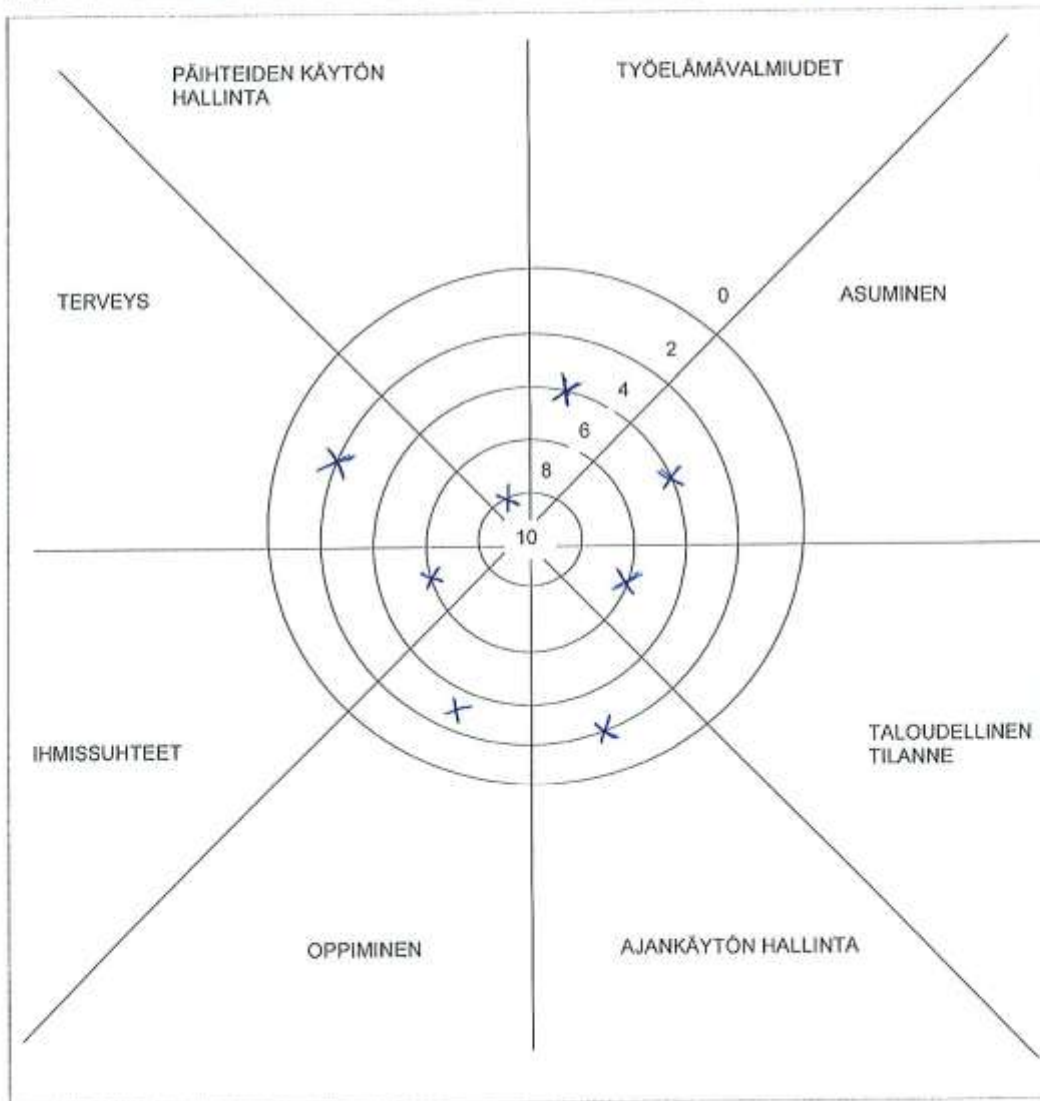 PÄIHTEIDEN KÄYTÖN
HALLINTA
TYÖELÄMÄVALMIUDET
TERVEYS
ASUMINEN
0
2
4
6
8
10
IHMISSUHTEET
TALOUDELLINEN
TILANNE
OPPIMINEN
AJANKÄYTÖN HALLINTA